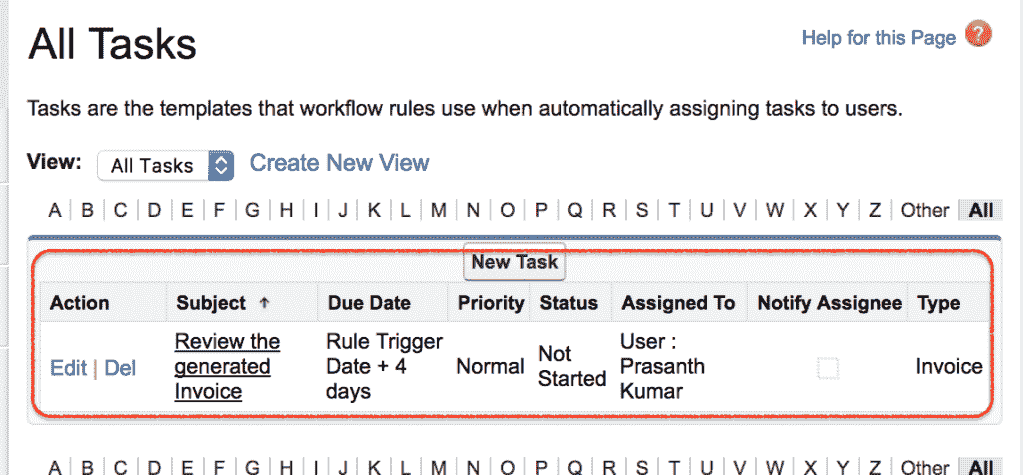 All Tasks
Help for this Page ?
Tasks are the templates that workflow rules use when automatically assigning tasks to users.
View: All Tasks Create New View
A | B | C | D | E | F | G | H | I | J | K | L | M | N | O | P | Q | R | S | T | U | V | W | X | Y | Z | Other | All
New Task
Action Subject ↑ Due Date Priority Status Assigned To Notify Assignee Type
Edit | Del
Review the
generated
Invoice
Rule Trigger
Date + 4
days
Normal
Not
Started
User :
Prasanth
Kumar
Invoice
A | B | C | D | E | F | G | H | I | J | K | L | M | N | O | P | Q | R | S | T | U | V | W | X | Y | Z | Other | All